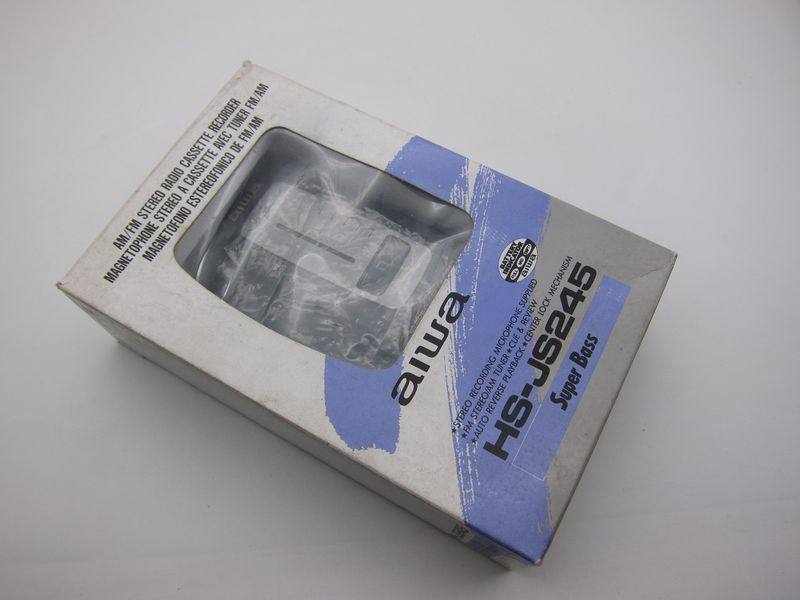 AM/FM STEREO RADIO CASSETTE RECORDER
MAGNETOPHONE STEREO A CASSETTE AVEC TUNER FM/AM
MAGNETOFONO ESTEREOFONICO DE FM/AM
aiwa
aiwa
aiwa
★STEREO RECORDING MICROPHONE SUPPLIED
★FM STEREO/AM TUNER★CUE & REVIEW
★AUTO REVERSE PLAYBACK★CENTER LOCK MECHANISM
HS-JS245
Super Bass